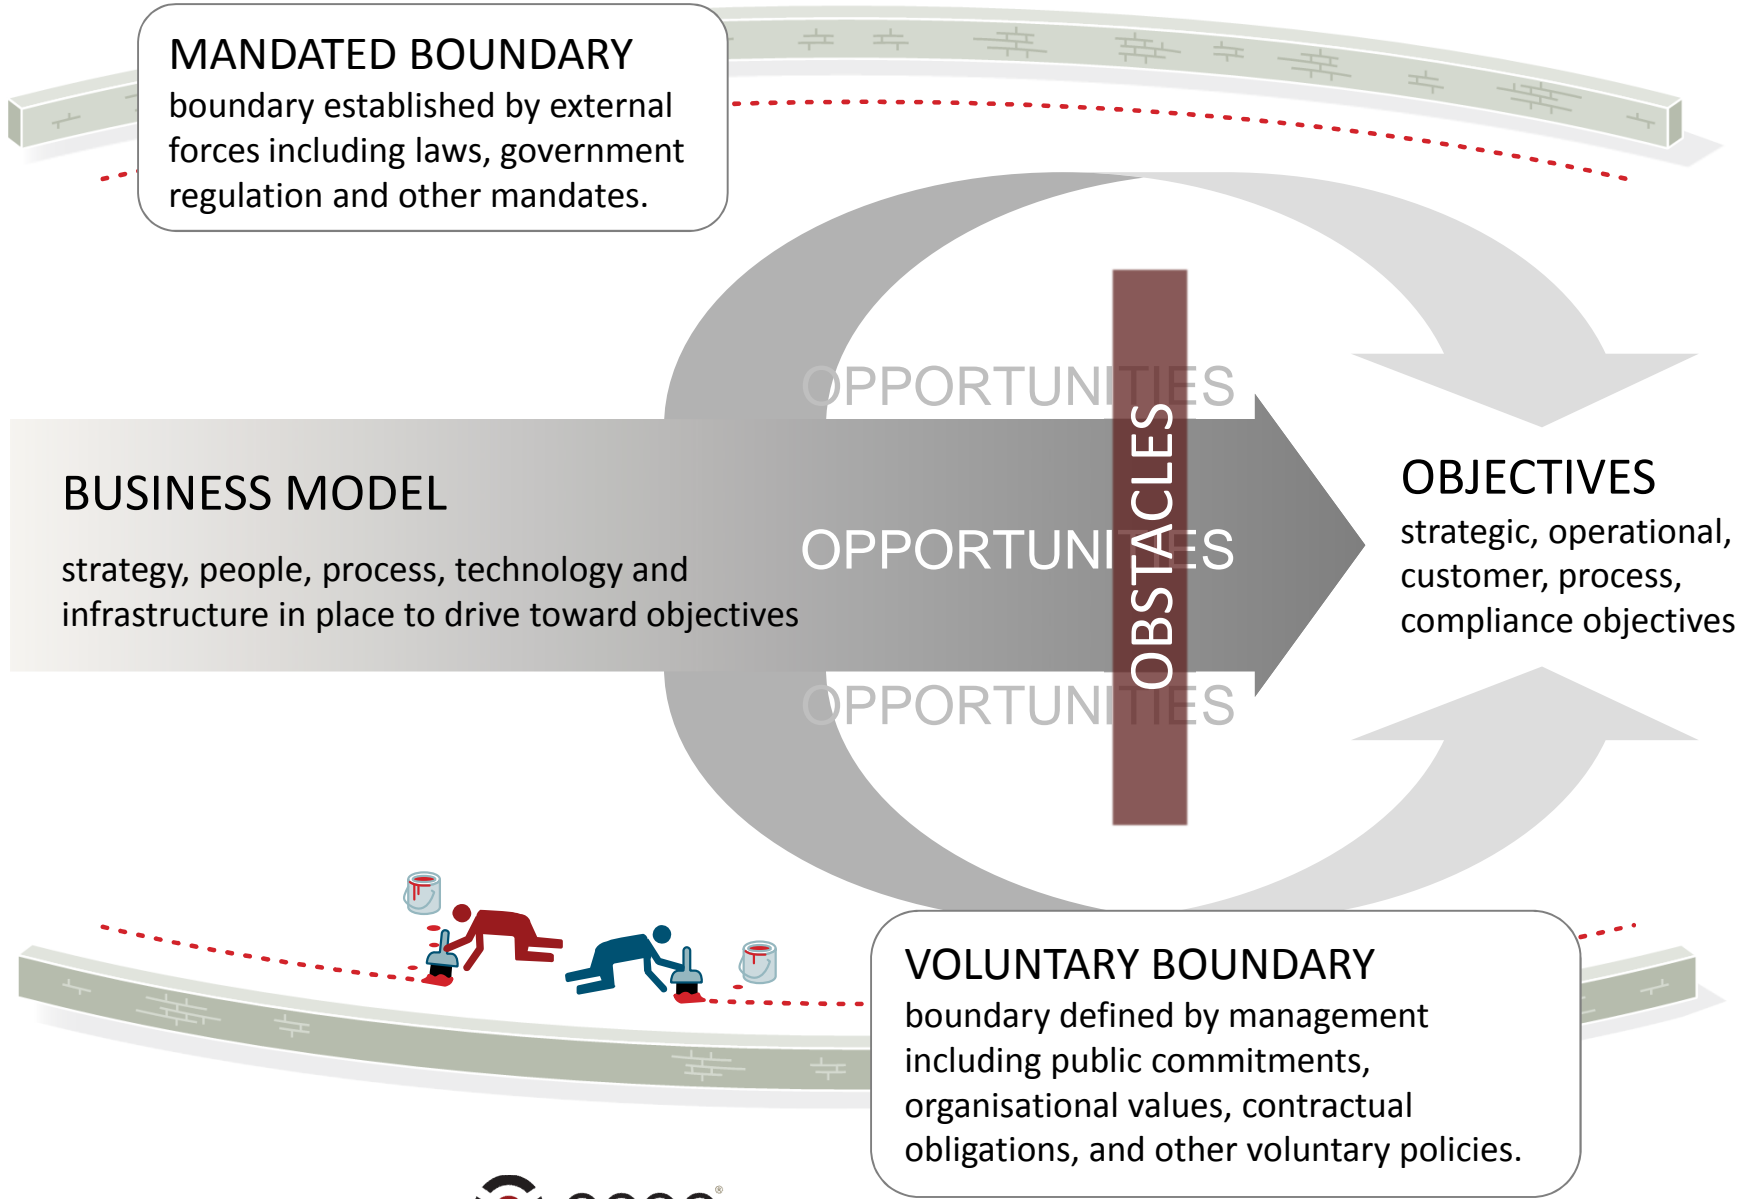 MANDATED BOUNDARY
boundary established by external
forces including laws, government
regulation and other mandates.
OPPORTUNITIES
BUSINESS MODEL
strategy, people, process, technology and
infrastructure in place to drive toward objectives
OPPORTUNITIES
OBSTACLES
OPPORTUNITIES
OBJECTIVES
strategic, operational,
customer, process,
compliance objectives
VOLUNTARY BOUNDARY
boundary defined by management
including public commitments,
organisational values, contractual
obligations, and other voluntary policies.